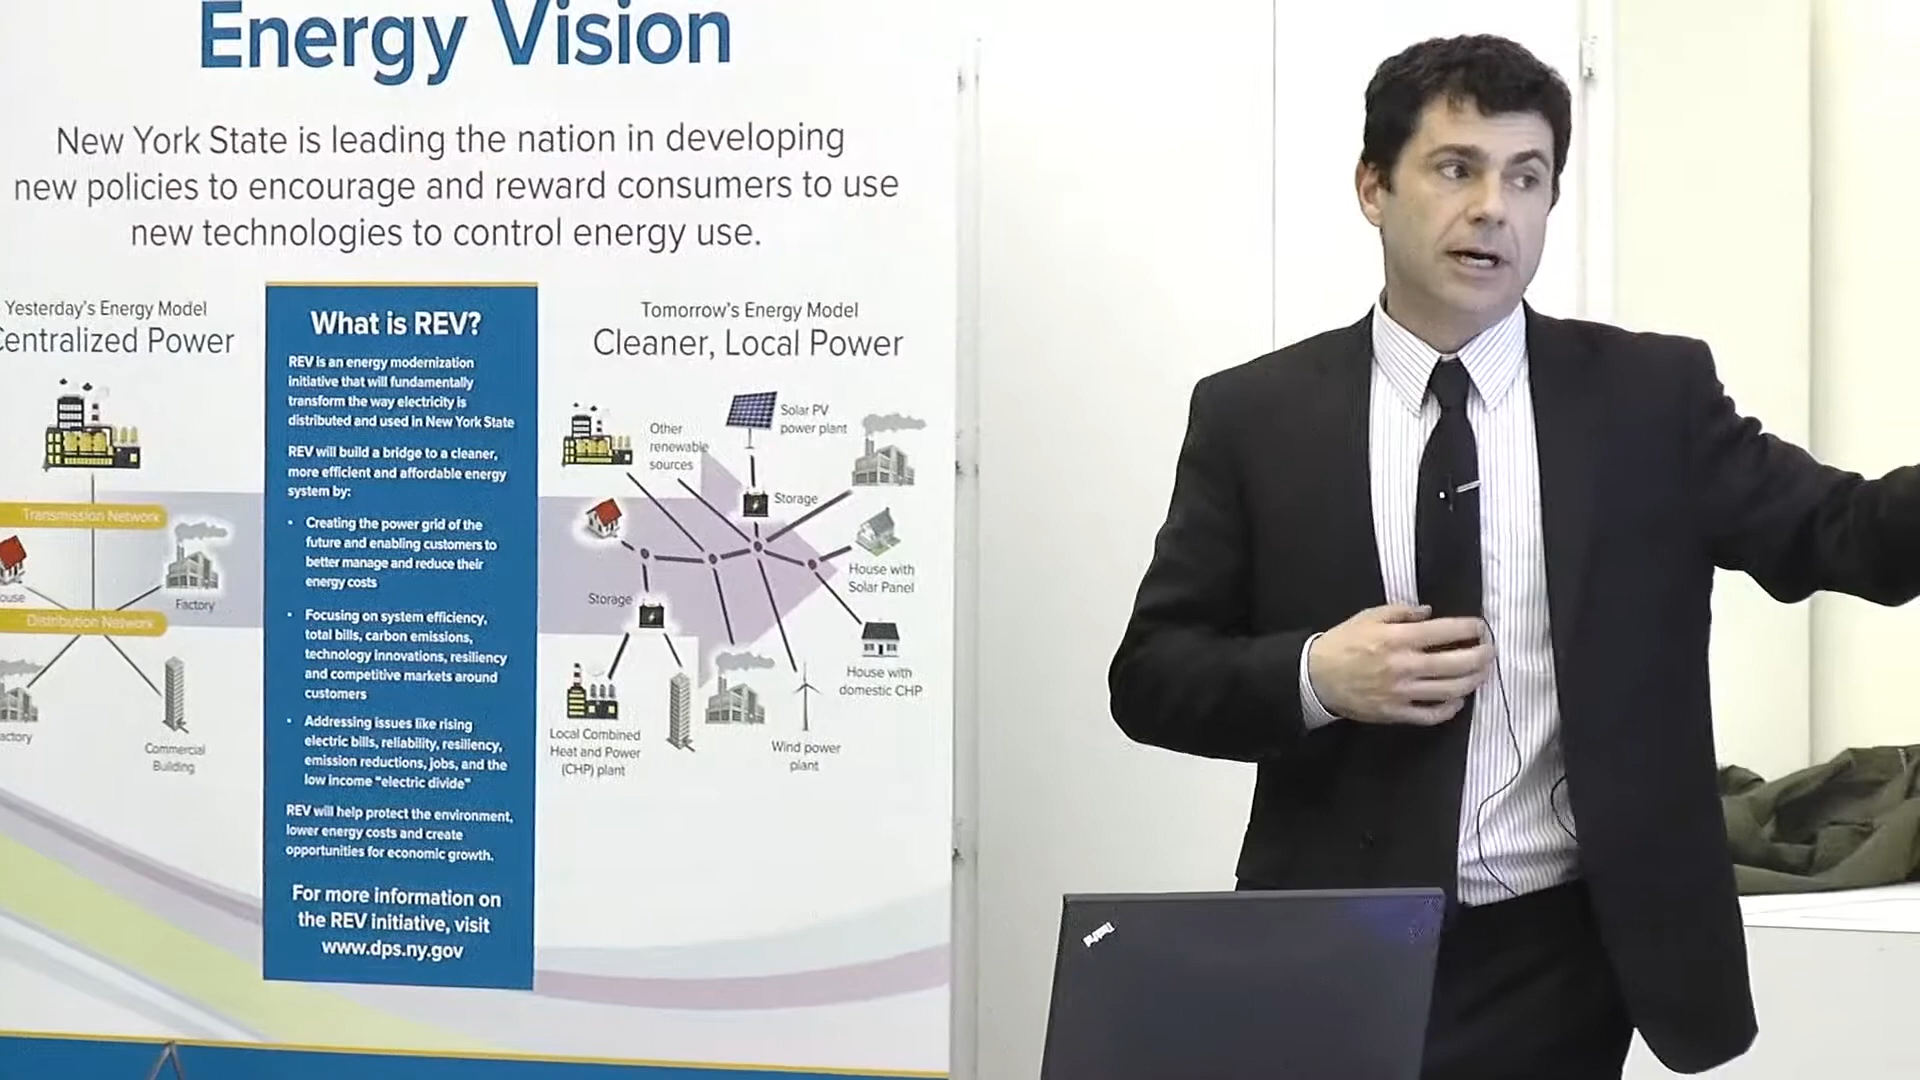 Energy Vision
New York State is leading the nation in developing
new policies to encourage and reward consumers to use
new technologies to control energy use.
Yesterday's Energy Model
Centralized Power
Transmission Network
Factory
Distribution Network
Commercial
Building
What is REV?
REV is an energy modernization
initiative that will fundamentally
transform the way electricity is
distributed and used in New York State
REV will build a bridge to a cleaner,
more efficient and affordable energy
system by:
• Creating the power grid of the
future and enabling customers to
better manage and reduce their
energy costs
• Focusing on system efficiency,
total bills, carbon emissions,
technology innovations, resiliency
and competitive markets around
customers
• Addressing issues like rising
electric bills, reliability, resiliency,
emission reductions, jobs, and the
low income "electric divide"
REV will help protect the environment,
lower energy costs and create
opportunities for economic growth.
For more information on
the REV initiative, visit
www.dps.ny.gov
Tomorrow's Energy Model
Cleaner, Local Power
Other
renewable
sources
Solar PV
power plant
Storage
House with
Solar Panel
Storage
House with
domestic CHP
Local Combined
Heat and Power
(CHP) plant
Wind power
plant
ThinkPad